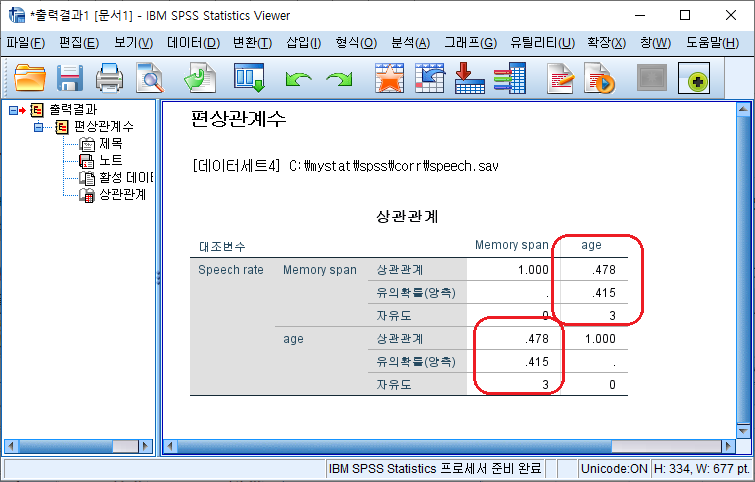 *출력결과1 [문서1] - IBM SPSS Statistics Viewer
파일(F) 편집(E) 보기(V) 데이터(D) 변환(T) 삽입(I) 형식(O) 분석(A) 그래프(G) 유틸리티(U) 확장(X) 창(W) 도움말(H)
출력결과
편상관계수
제목
노트
활성 데이터
상관관계
편상관계수
[데이터세트4] C:\mystat\spss\corr\speech.sav
상관관계
대조변수 Memory span age
Speech rate Memory span 상관관계 1.000 .478
유의확률(양측) . .415
자유도 0 3
age 상관관계 .478 1.000
유의확률(양측) .415 .
자유도 3 0
IBM SPSS Statistics 프로세서 준비 완료 Unicode:ON H: 334, W: 677 pt.